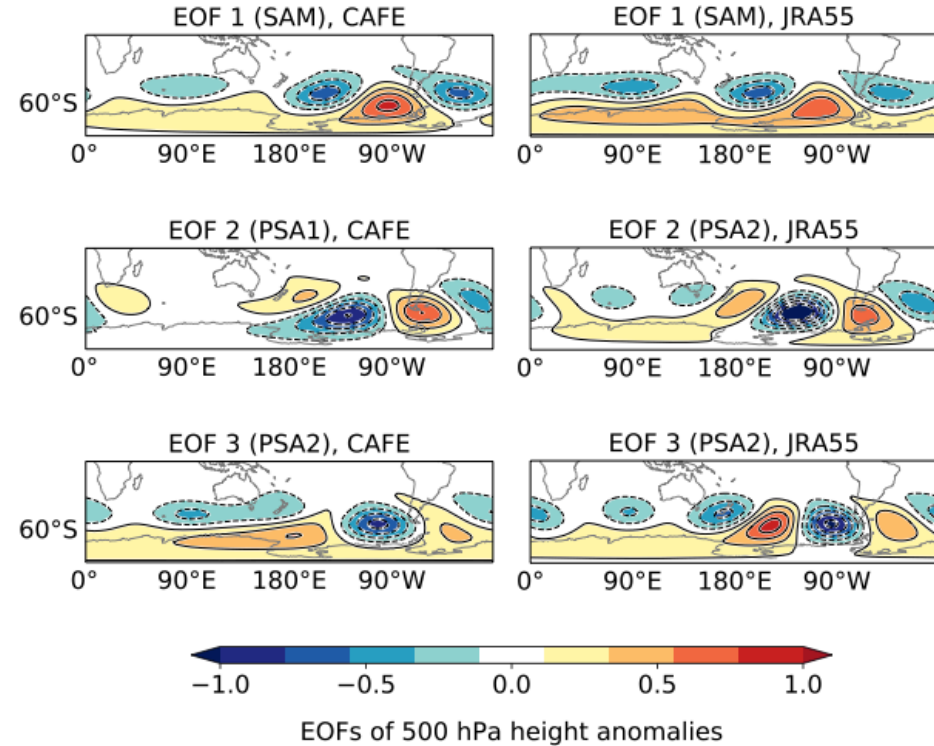 EOF 1 (SAM), CAFE
EOF 1 (SAM), JRA55
60°S
0° 90°E 180°E 90°W
0° 90°E 180°E 90°W
EOF 2 (PSA1), CAFE
EOF 2 (PSA2), JRA55
60°S
0° 90°E 180°E 90°W
0° 90°E 180°E 90°W
EOF 3 (PSA2), CAFE
EOF 3 (PSA2), JRA55
60°S
0° 90°E 180°E 90°W
0° 90°E 180°E 90°W
−1.0 −0.5 0.0 0.5 1.0
EOFs of 500 hPa height anomalies